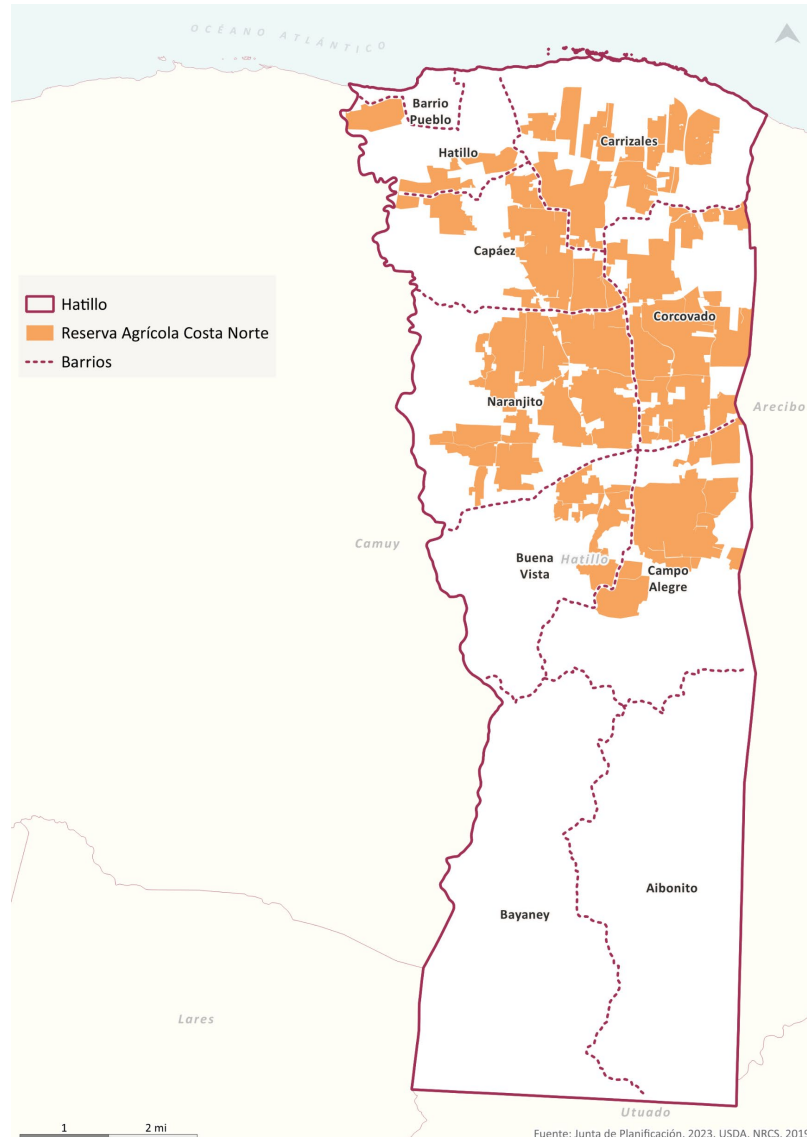 OCÉANO ATLÁNTICO
Barrio
Pueblo
Hatillo
Carrizales
Capáez
Hatillo
Reserva Agrícola Costa Norte
Barrios
Corcovado
Naranjito
Arecibo
Camuy
Buena
Vista
Hatillo
Campo
Alegre
Aibonito
Bayaney
Lares
Utuado
1 2 mi
Fuente: Junta de Planificación, 2023, USDA, NRCS, 2019